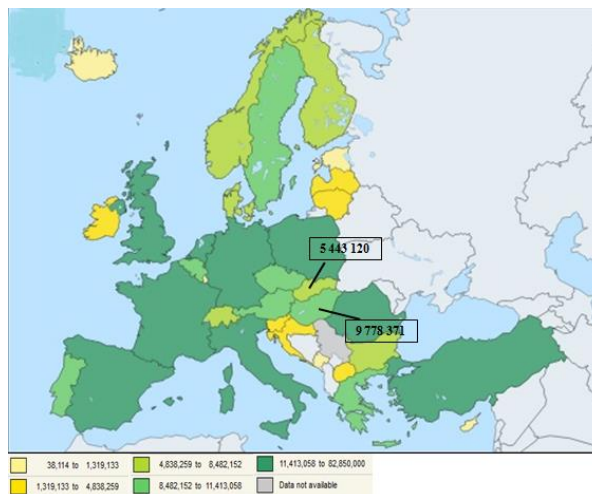 5 443 120
9 778 371
38,114 to 1,319,133
4,838,259 to 8,482,152
11,413,058 to 82,850,000
1,319,133 to 4,838,259
8,482,152 to 11,413,058
Data not available